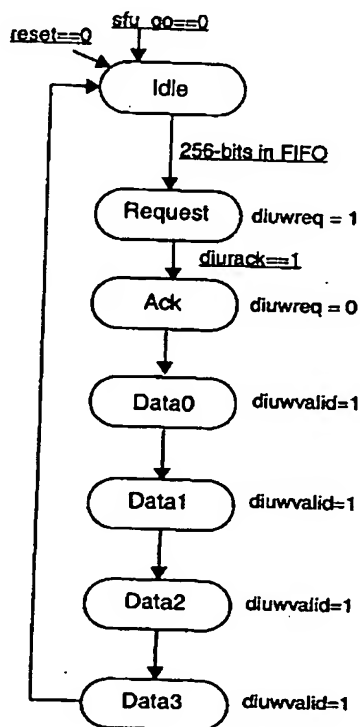 sfu_go==0
reset==0
Idle
256-bits in FIFO
Request diuwreq = 1
diurack==1
Ack diuwreq = 0
Data0 diuwvalid=1
Data1 diuwvalid=1
Data2 diuwvalid=1
Data3 diuwvalid=1